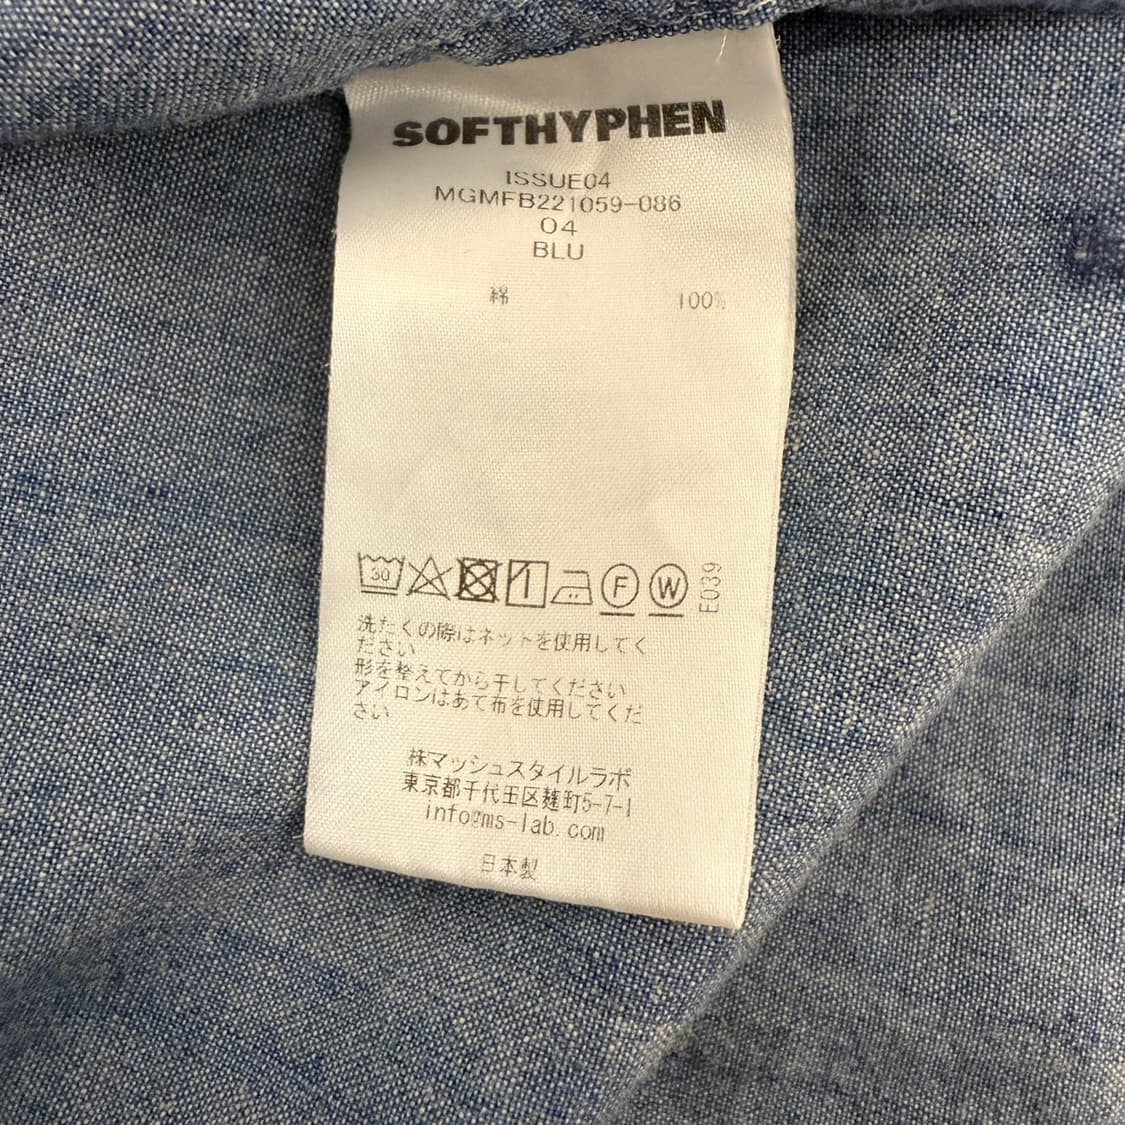 SOFTHYPHEN
ISSUE04
MGMFB221059-086
04
BLU
綿 100%
30 F W E039
洗たくの際はネットを使用してく
ださい
形を整えてから干してください
アイロンはあて布を使用してくだ
さい
株マッシュスタイルラボ
東京都千代田区麹町5-7-1
info@ms-lab.com
日本製